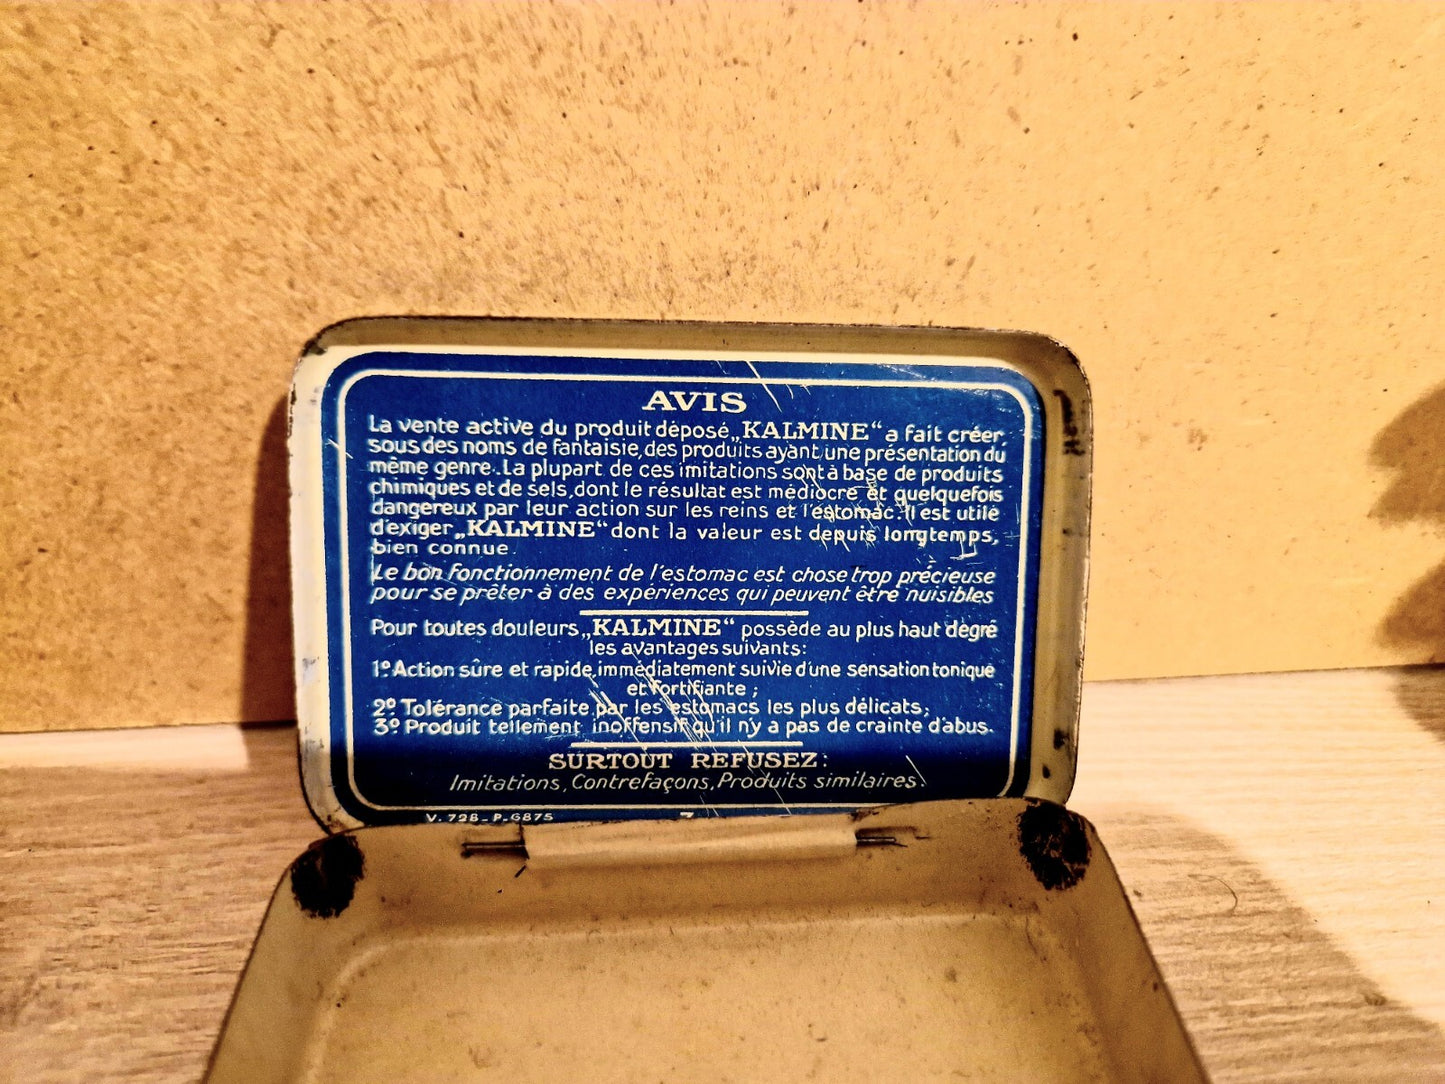 AVIS
La vente active du produit déposé „KALMINE“ a fait créer,
sous des noms de fantaisie, des produits ayant une présentation du
même genre. La plupart de ces imitations sont à base de produits
chimiques et de sels, dont le résultat est médiocre et quelquefois
dangereux par leur action sur les reins et l'estomac. Il est utile
d'exiger „KALMINE“ dont la valeur est depuis longtemps,
bien connue.
Le bon fonctionnement de l'estomac est chose trop précieuse
pour se prêter à des expériences qui peuvent être nuisibles
Pour toutes douleurs „KALMINE“ possède au plus haut degré
les avantages suivants:
1º Action sûre et rapide, immédiatement suivie d'une sensation tonique
et fortifiante ;
2º Tolérance parfaite par les estomacs les plus délicats;
3º Produit tellement inoffensif qu'il n'y a pas de crainte d'abus.
SURTOUT REFUSEZ:
Imitations, Contrefaçons, Produits similaires.
V. 728 - P. G875